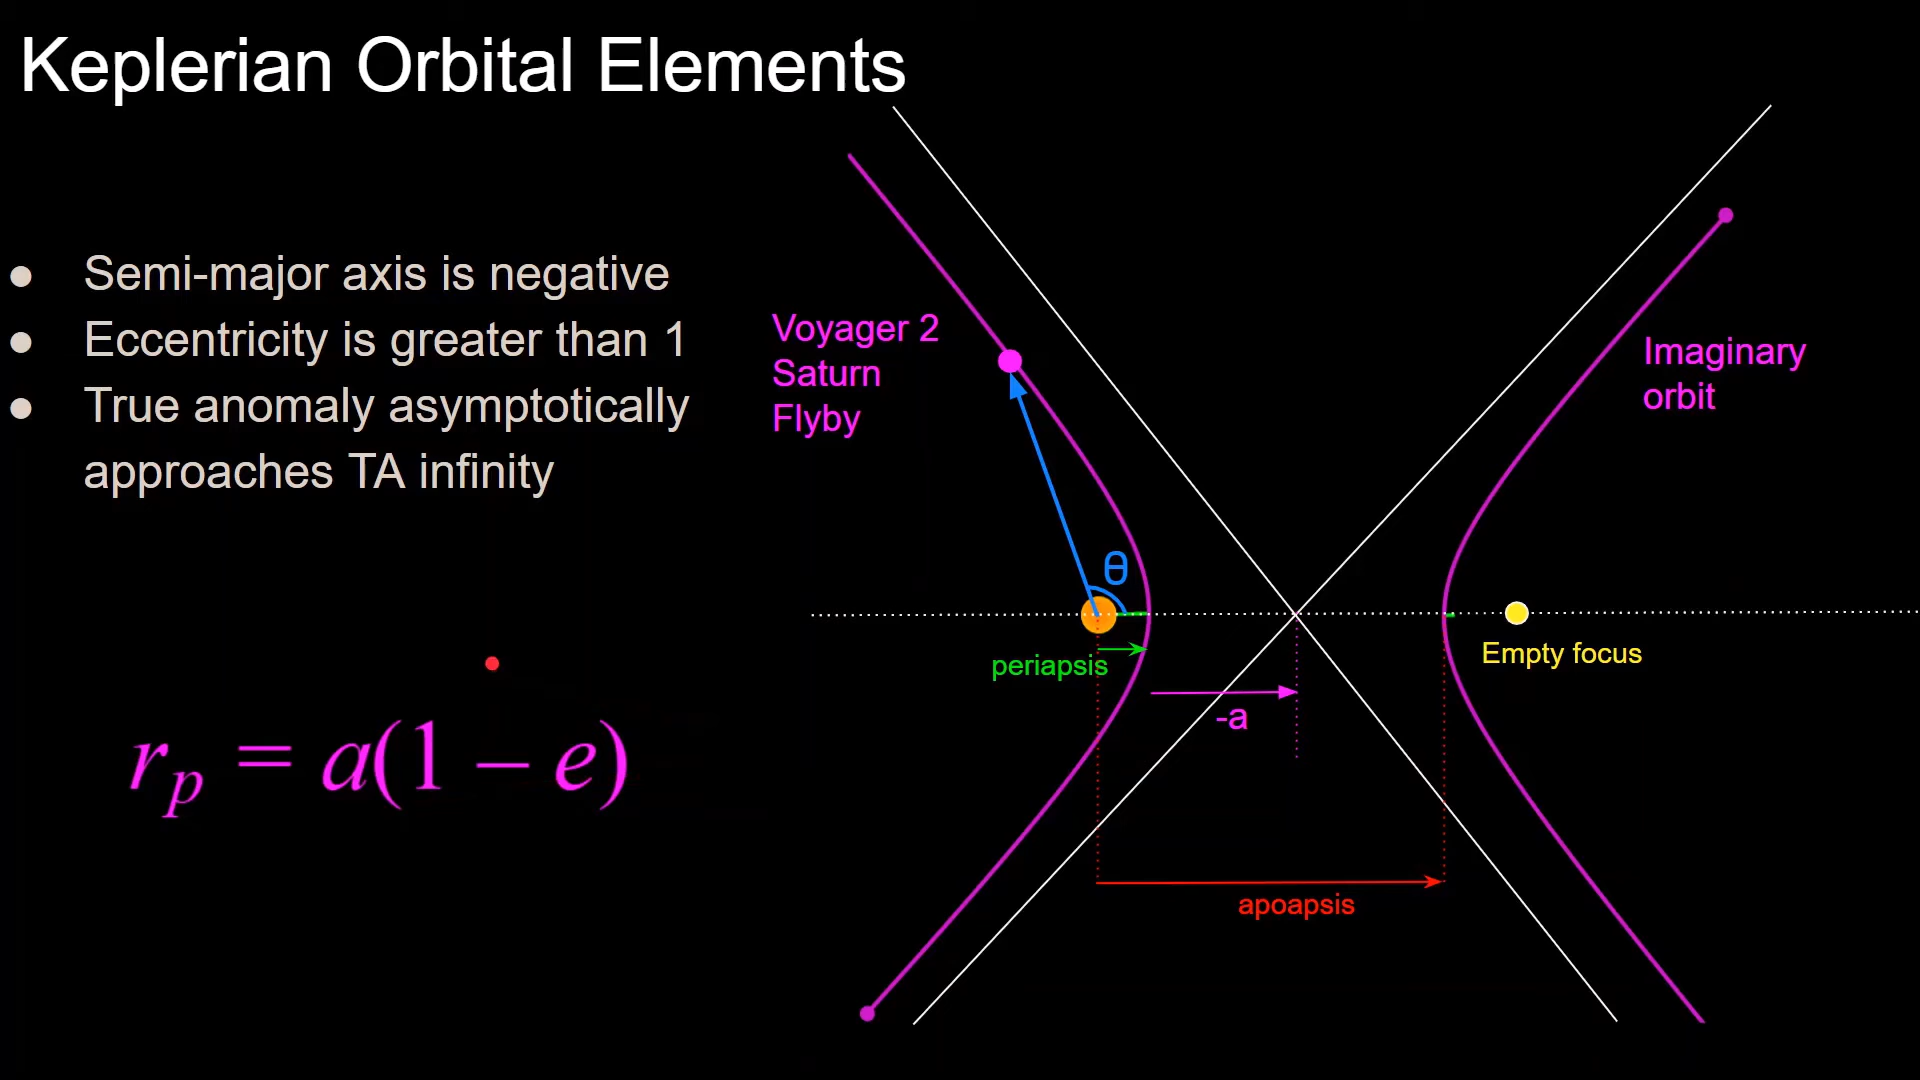 Keplerian Orbital Elements
● Semi-major axis is negative
● Eccentricity is greater than 1
● True anomaly asymptotically
approaches TA infinity
r_p = a(1 − e)
Voyager 2
Saturn
Flyby
θ
periapsis
-a
apoapsis
Imaginary
orbit
Empty focus